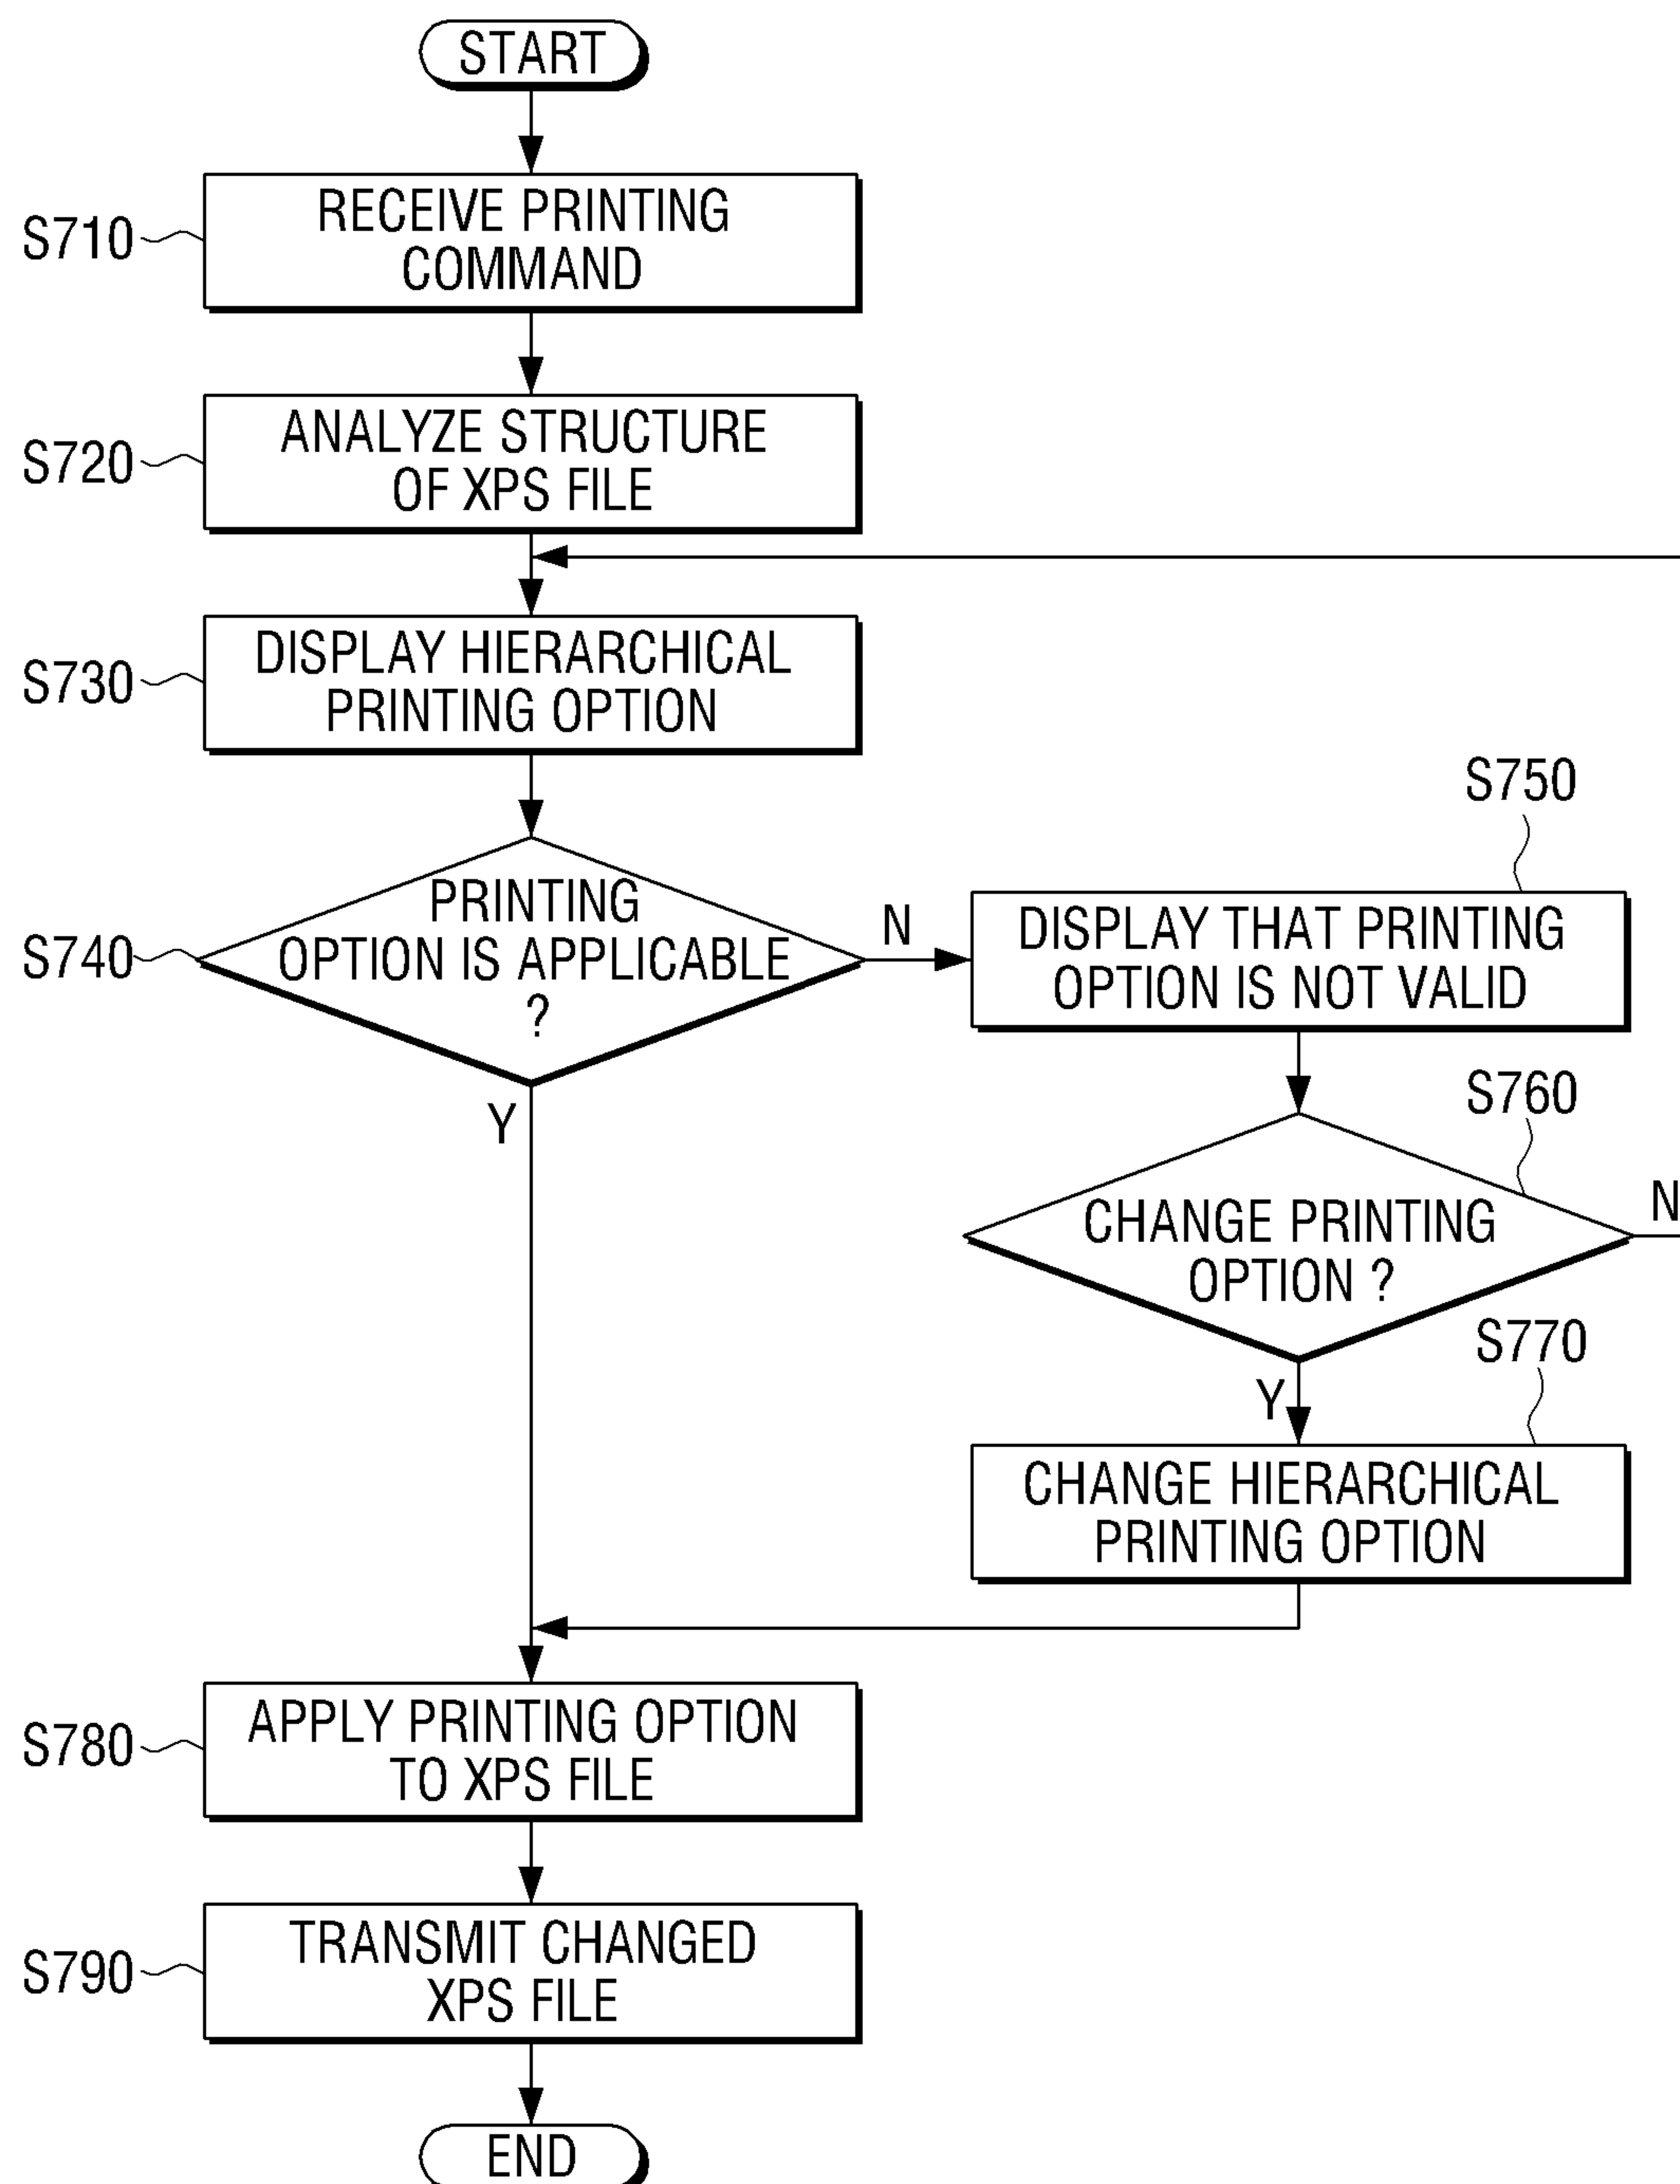 START
S710
RECEIVE PRINTING
COMMAND
S720
ANALYZE STRUCTURE
OF XPS FILE
S730
DISPLAY HIERARCHICAL
PRINTING OPTION
S740
PRINTING
OPTION IS APPLICABLE
?
N
Y
S750
DISPLAY THAT PRINTING
OPTION IS NOT VALID
S760
CHANGE PRINTING
OPTION ?
N
Y
S770
CHANGE HIERARCHICAL
PRINTING OPTION
S780
APPLY PRINTING OPTION
TO XPS FILE
S790
TRANSMIT CHANGED
XPS FILE
END